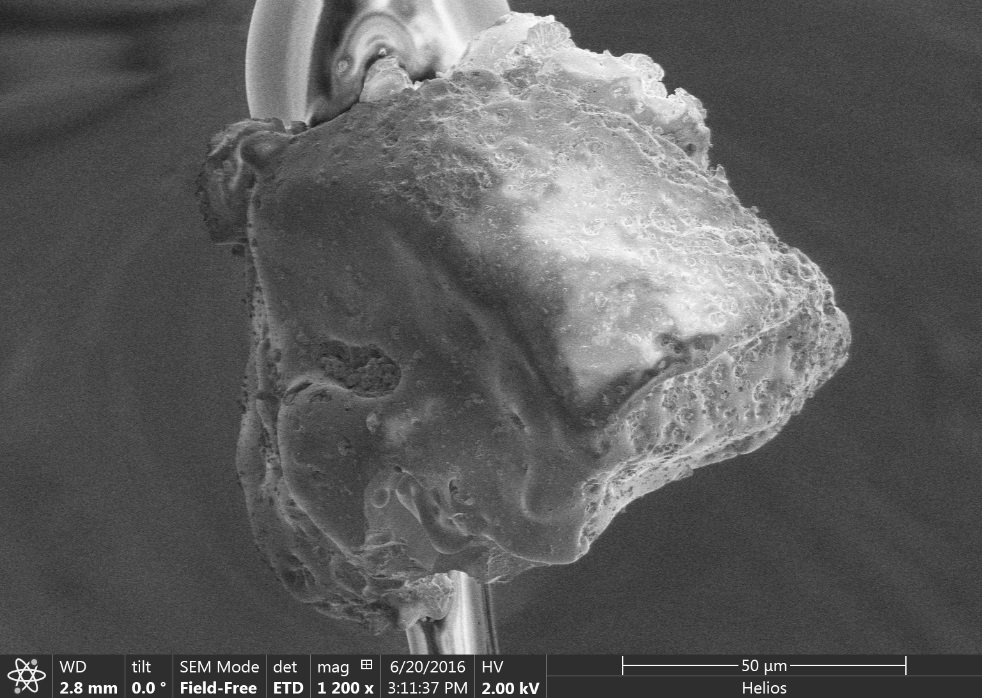 WD
2.8 mm
tilt
0.0 °
SEM Mode
Field-Free
det
ETD
mag
1 200 x
6/20/2016
3:11:37 PM
HV
2.00 kV
50 µm
Helios